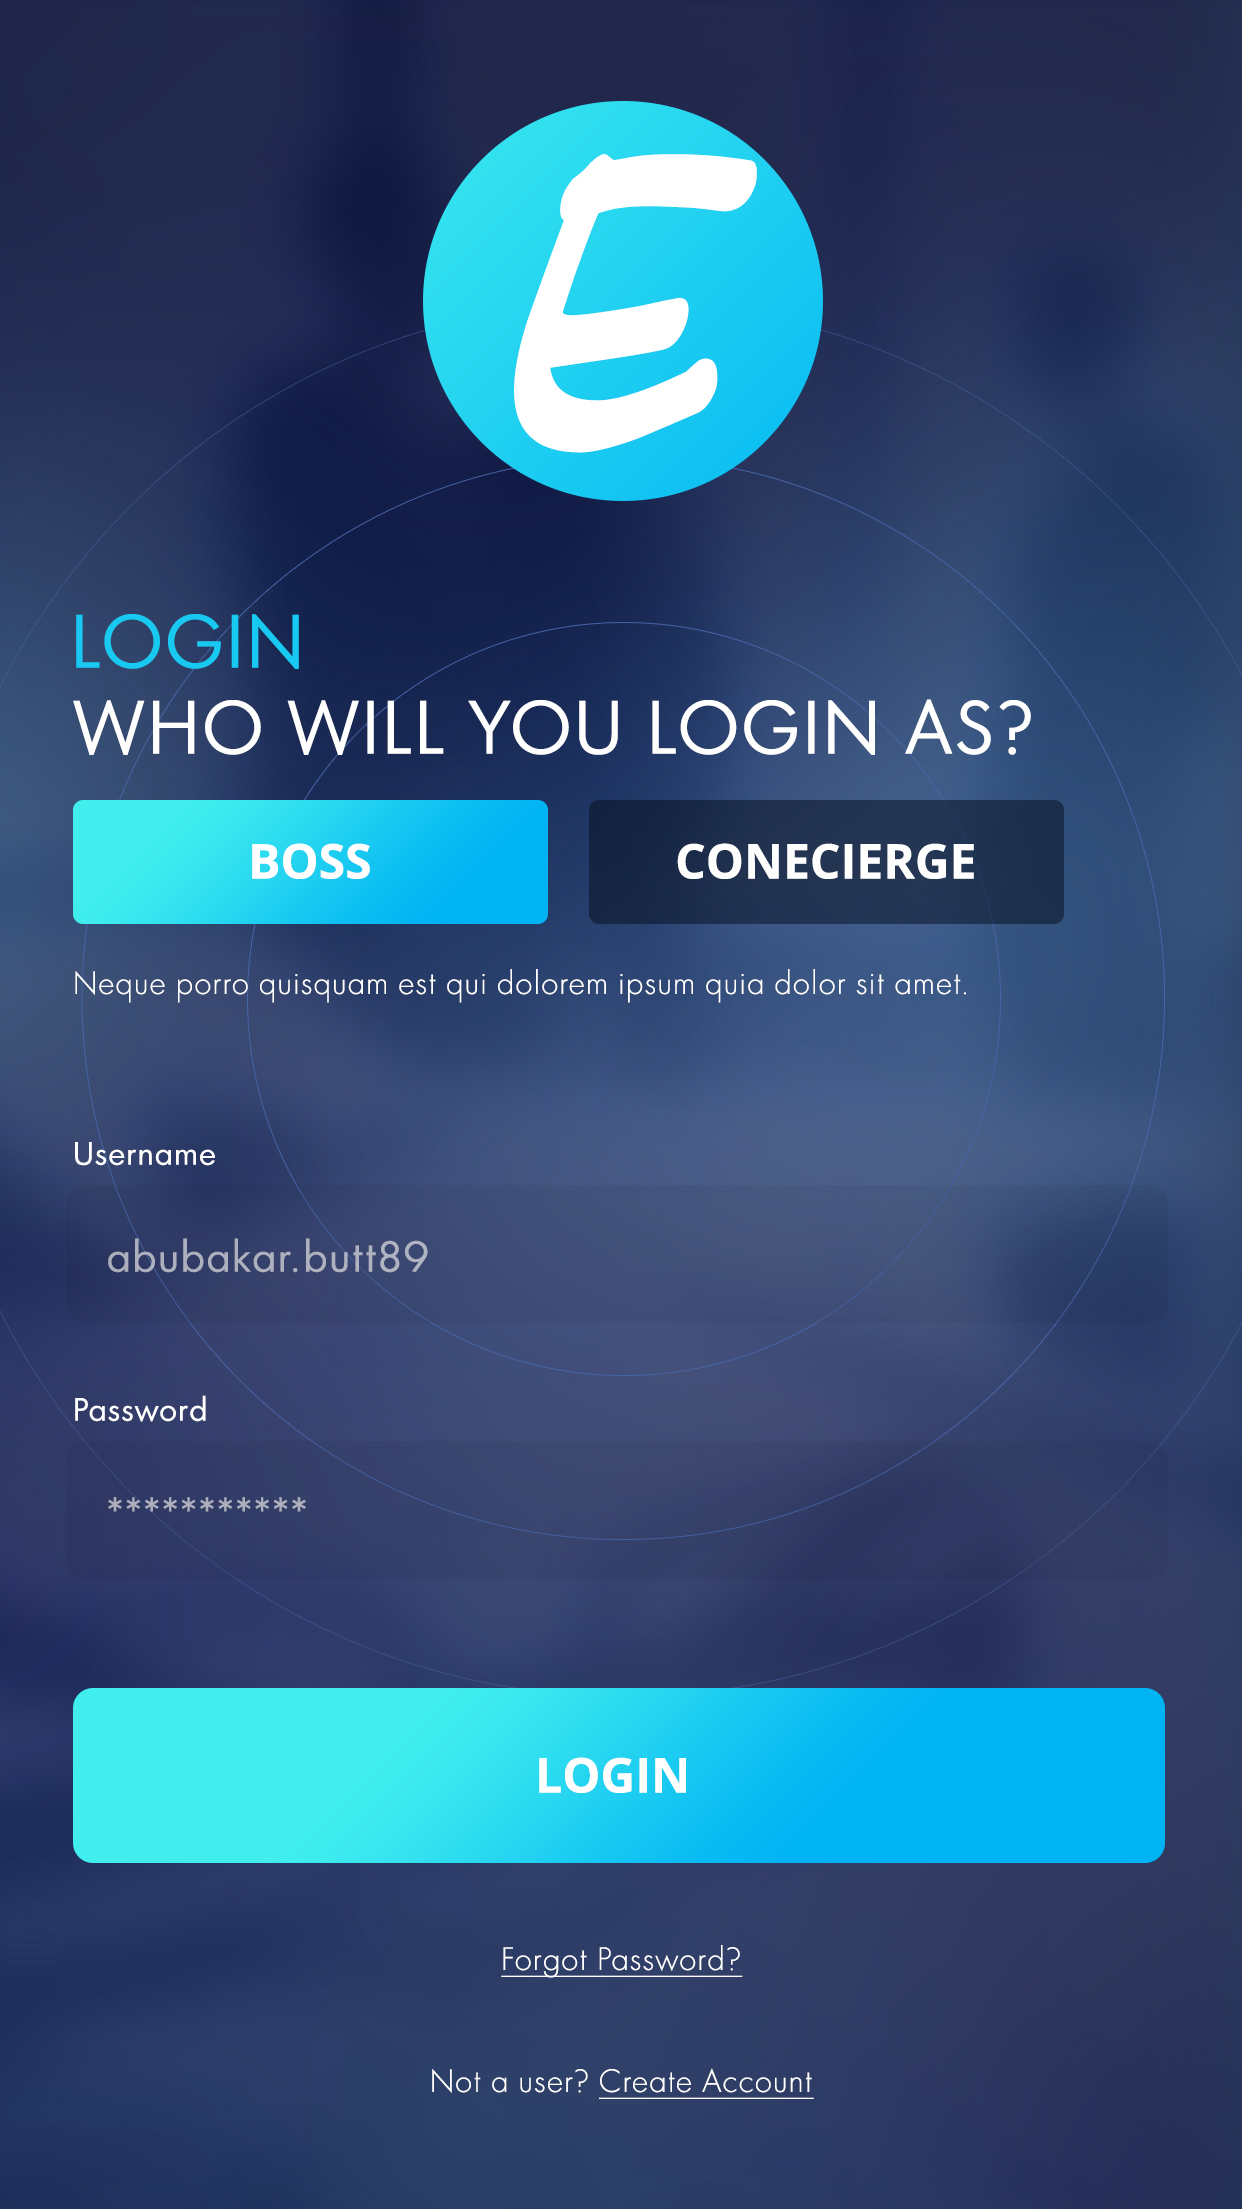 E
LOGIN
WHO WILL YOU LOGIN AS?
BOSS
CONECIERGE
Neque porro quisquam est qui dolorem ipsum quia dolor sit amet.
Username
abubakar.butt89
Password
***********
LOGIN
Forgot Password?
Not a user? Create Account